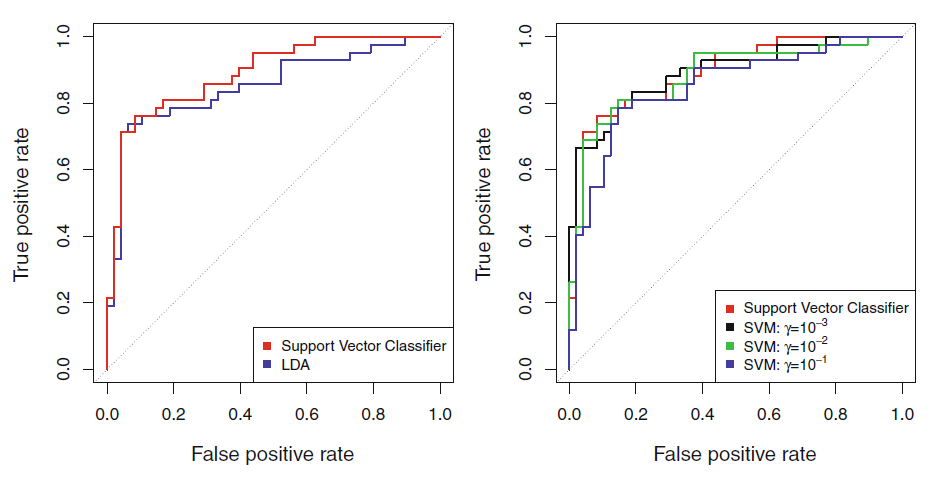 True positive rate
1.0
0.8
0.6
0.4
0.2
0.0
Support Vector Classifier
LDA
0.0 0.2 0.4 0.6 0.8 1.0
False positive rate
True positive rate
1.0
0.8
0.6
0.4
0.2
0.0
Support Vector Classifier
SVM: γ=10⁻³
SVM: γ=10⁻²
SVM: γ=10⁻¹
0.0 0.2 0.4 0.6 0.8 1.0
False positive rate